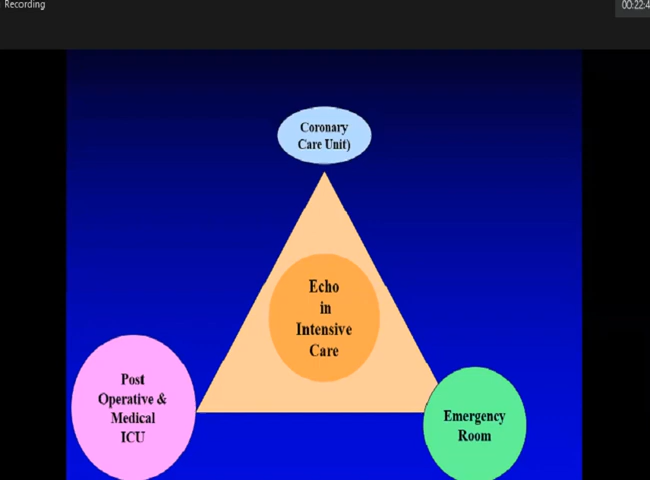 Recording
00:22:4
Coronary
Care Unit)
Echo
in
Intensive
Care
Post
Operative &
Medical
ICU
Emergency
Room